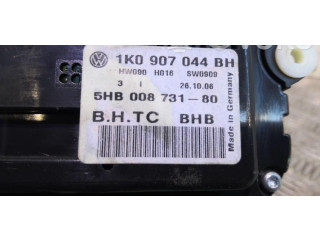 1K0 907 044 BH
HW090 H016 SW0909
3 I 26.10.06
5HB 008 731-80
B.H.TC BHB
Made in Germany